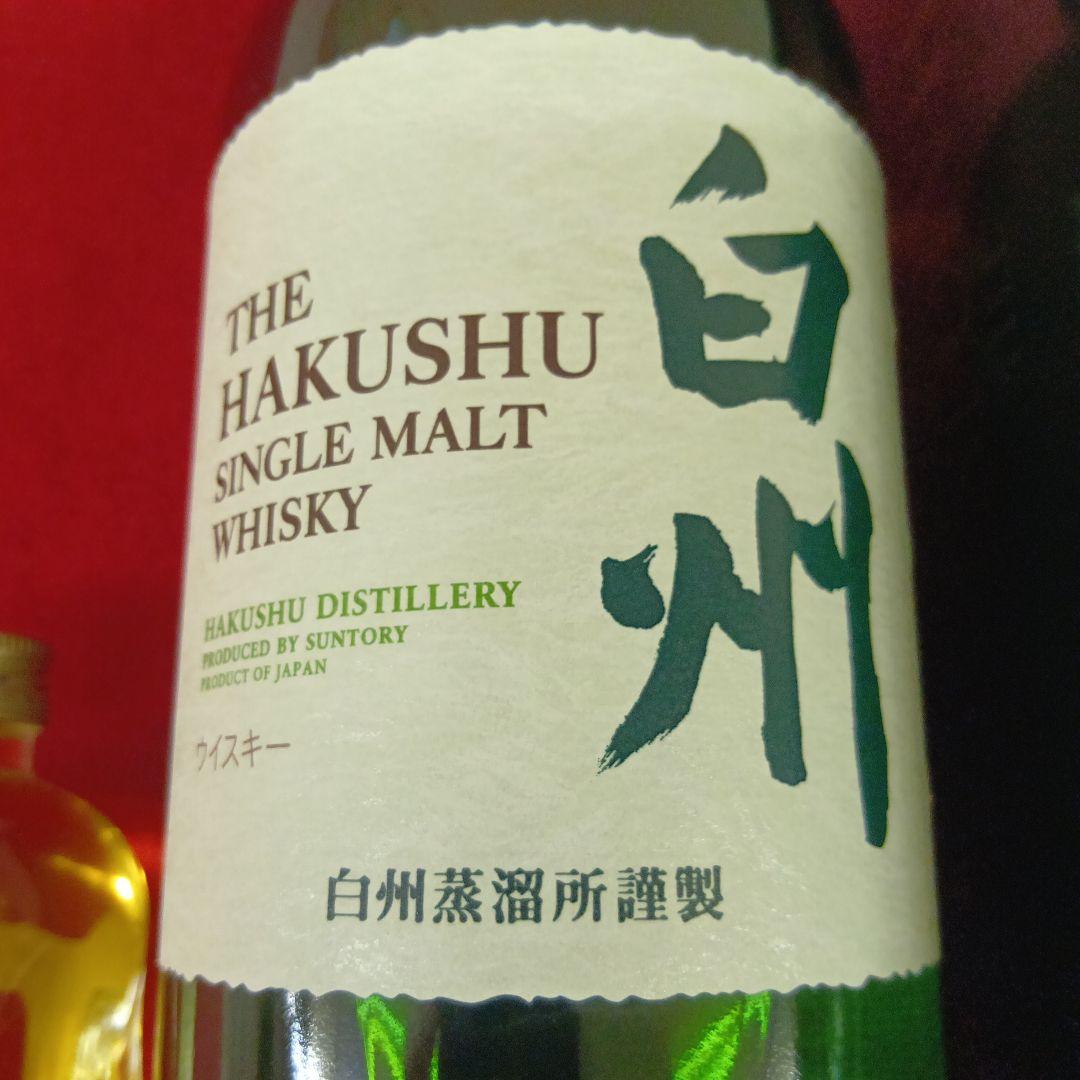 THE
HAKUSHU
SINGLE MALT
WHISKY
白州
HAKUSHU DISTILLERY
PRODUCED BY SUNTORY
PRODUCT OF JAPAN
ウイスキー
白州蒸溜所謹製